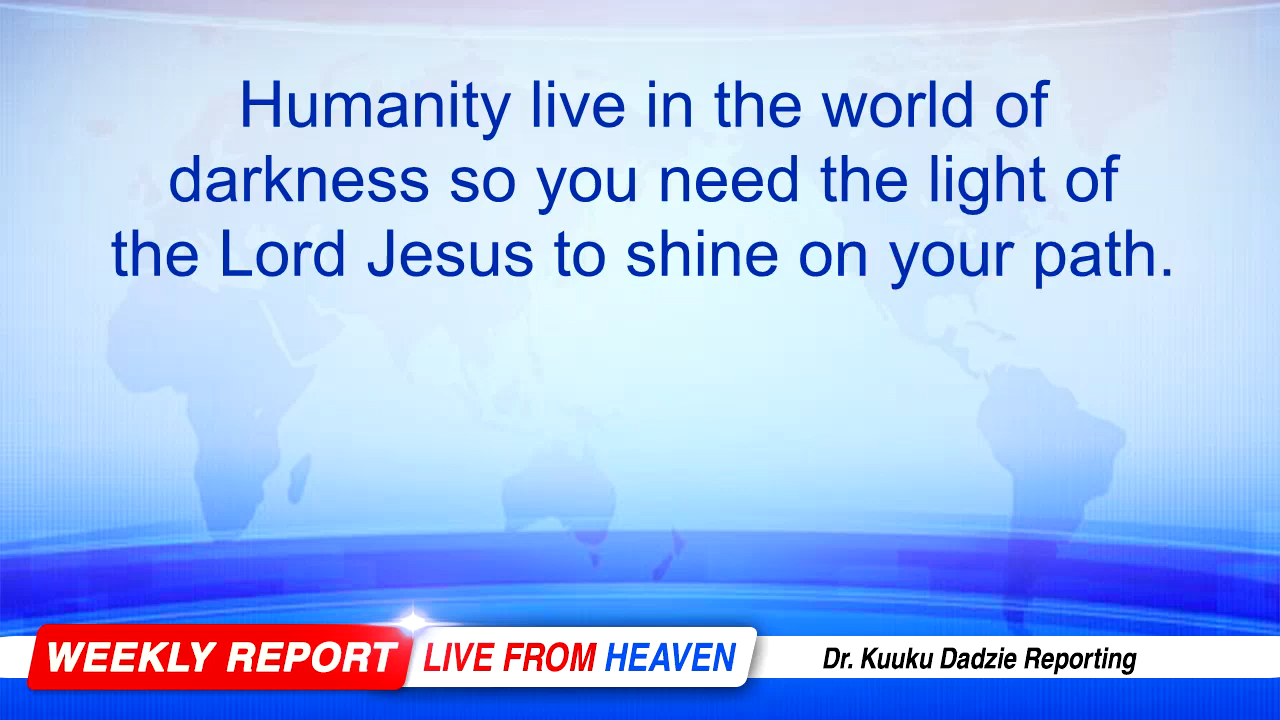 Humanity live in the world of
darkness so you need the light of
the Lord Jesus to shine on your path.
WEEKLY REPORT LIVE FROM HEAVEN Dr. Kuuku Dadzie Reporting